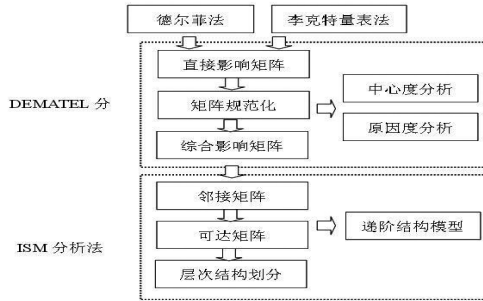 德尔菲法
李克特量表法
直接影响矩阵
DEMATEL 分
矩阵规范化
中心度分析
原因度分析
综合影响矩阵
邻接矩阵
可达矩阵
递阶结构模型
ISM 分析法
层次结构划分